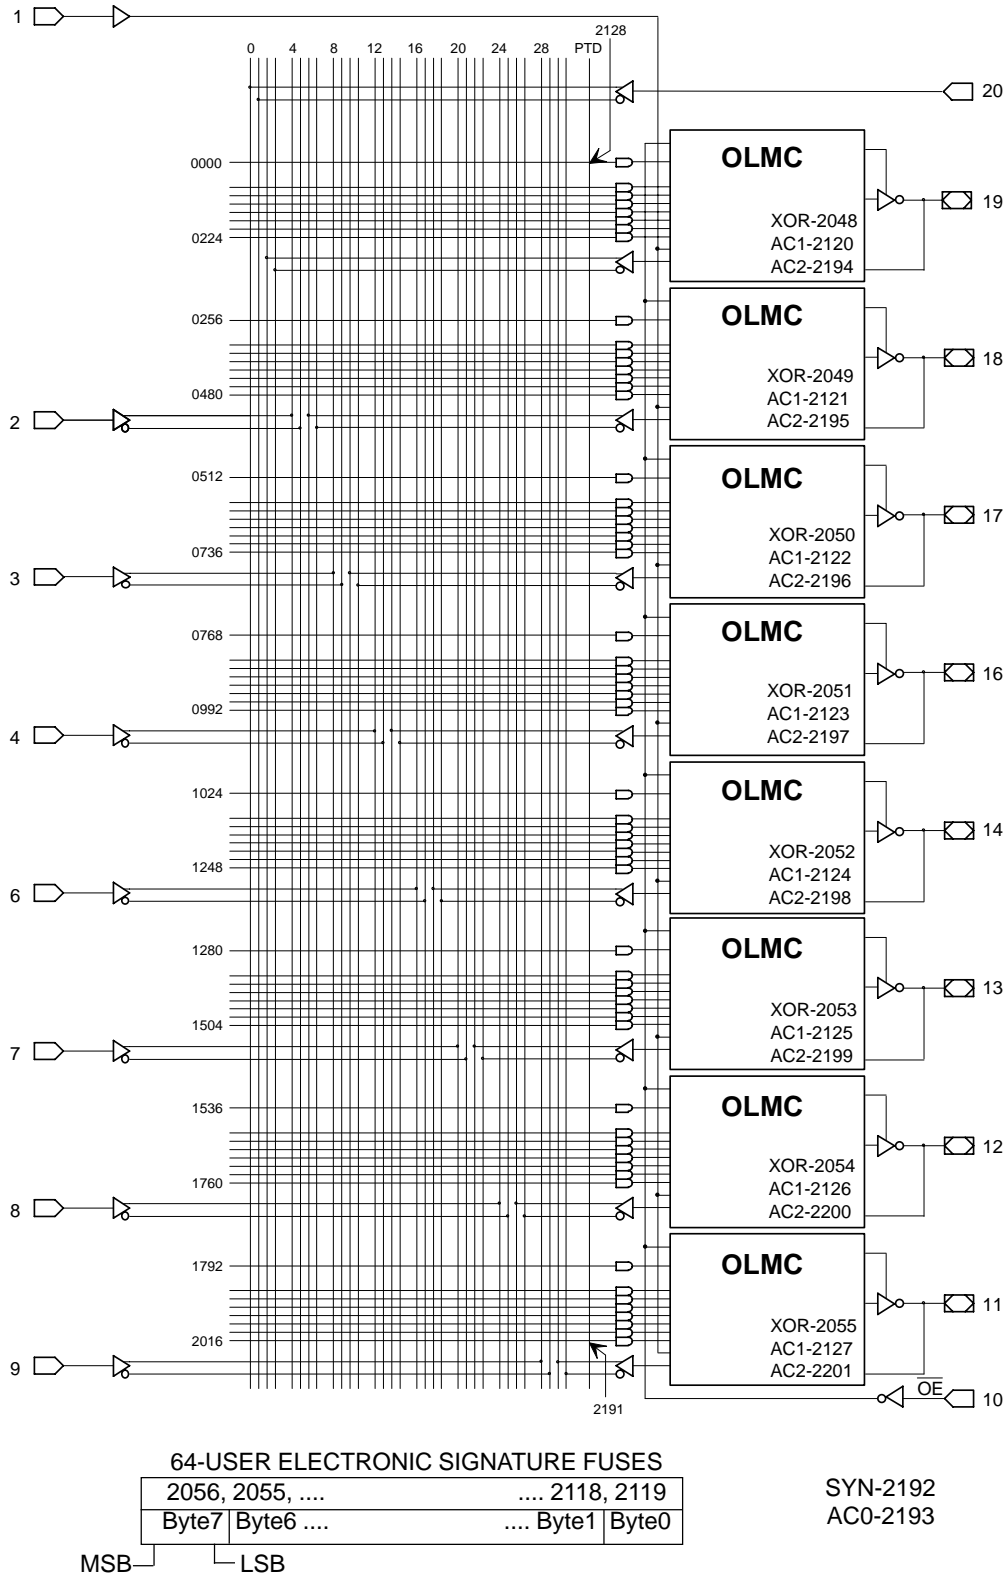 1
2128
0 4 8 12 16 20 24 28 PTD
20
0000
OLMC
19
XOR-2048
0224
AC1-2120
AC2-2194
0256
OLMC
18
XOR-2049
0480
AC1-2121
2
AC2-2195
0512
OLMC
17
XOR-2050
0736
AC1-2122
3
AC2-2196
0768
OLMC
16
XOR-2051
0992
AC1-2123
4
AC2-2197
1024
OLMC
14
XOR-2052
1248
AC1-2124
6
AC2-2198
1280
OLMC
13
XOR-2053
1504
AC1-2125
7
AC2-2199
1536
OLMC
12
XOR-2054
1760
AC1-2126
8
AC2-2200
1792
OLMC
11
XOR-2055
2016
AC1-2127
9
AC2-2201
OE
10
2191
64-USER ELECTRONIC SIGNATURE FUSES
2056, 2055, .... .... 2118, 2119
Byte7 Byte6 .... .... Byte1 Byte0
MSB LSB
SYN-2192
AC0-2193